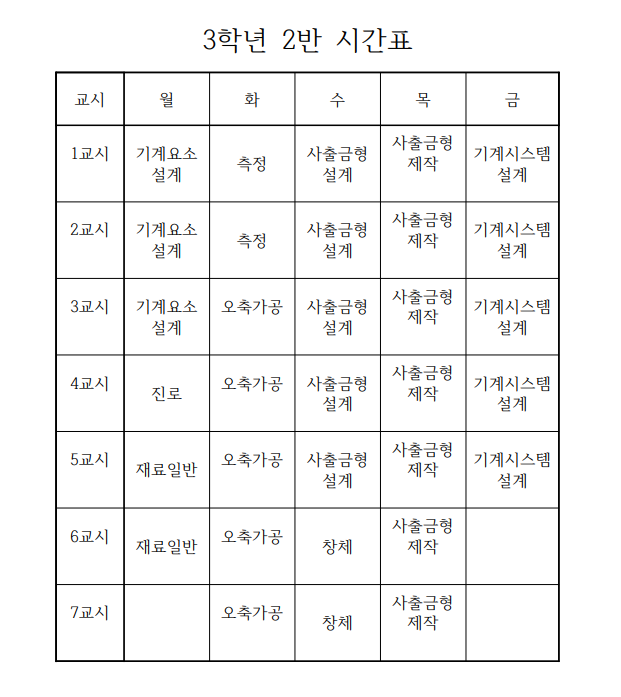 3학년 2반 시간표
교시 월 화 수 목 금
1교시 기계요소 설계 측정 사출금형 설계 사출금형 제작 기계시스템 설계
2교시 기계요소 설계 측정 사출금형 설계 사출금형 제작 기계시스템 설계
3교시 기계요소 설계 오축가공 사출금형 설계 사출금형 제작 기계시스템 설계
4교시 진로 오축가공 사출금형 설계 사출금형 제작 기계시스템 설계
5교시 재료일반 오축가공 사출금형 설계 사출금형 제작 기계시스템 설계
6교시 재료일반 오축가공 창체 사출금형 제작
7교시 오축가공 창체 사출금형 제작